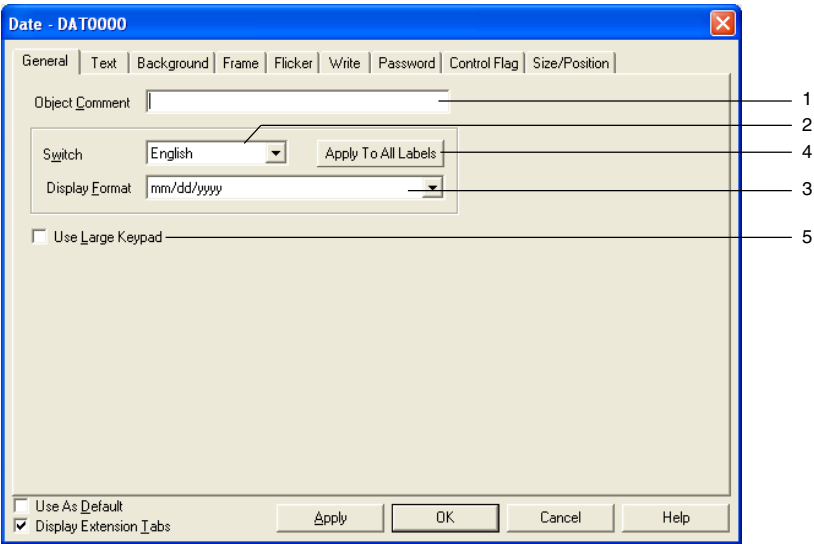 Date - DAT0000
General Text Background Frame Flicker Write Password Control Flag Size/Position
Object Comment 1
2
Switch English Apply To All Labels 4
Display Format mm/dd/yyyy 3
Use Large Keypad 5
Use As Default
Display Extension Tabs
Apply OK Cancel Help